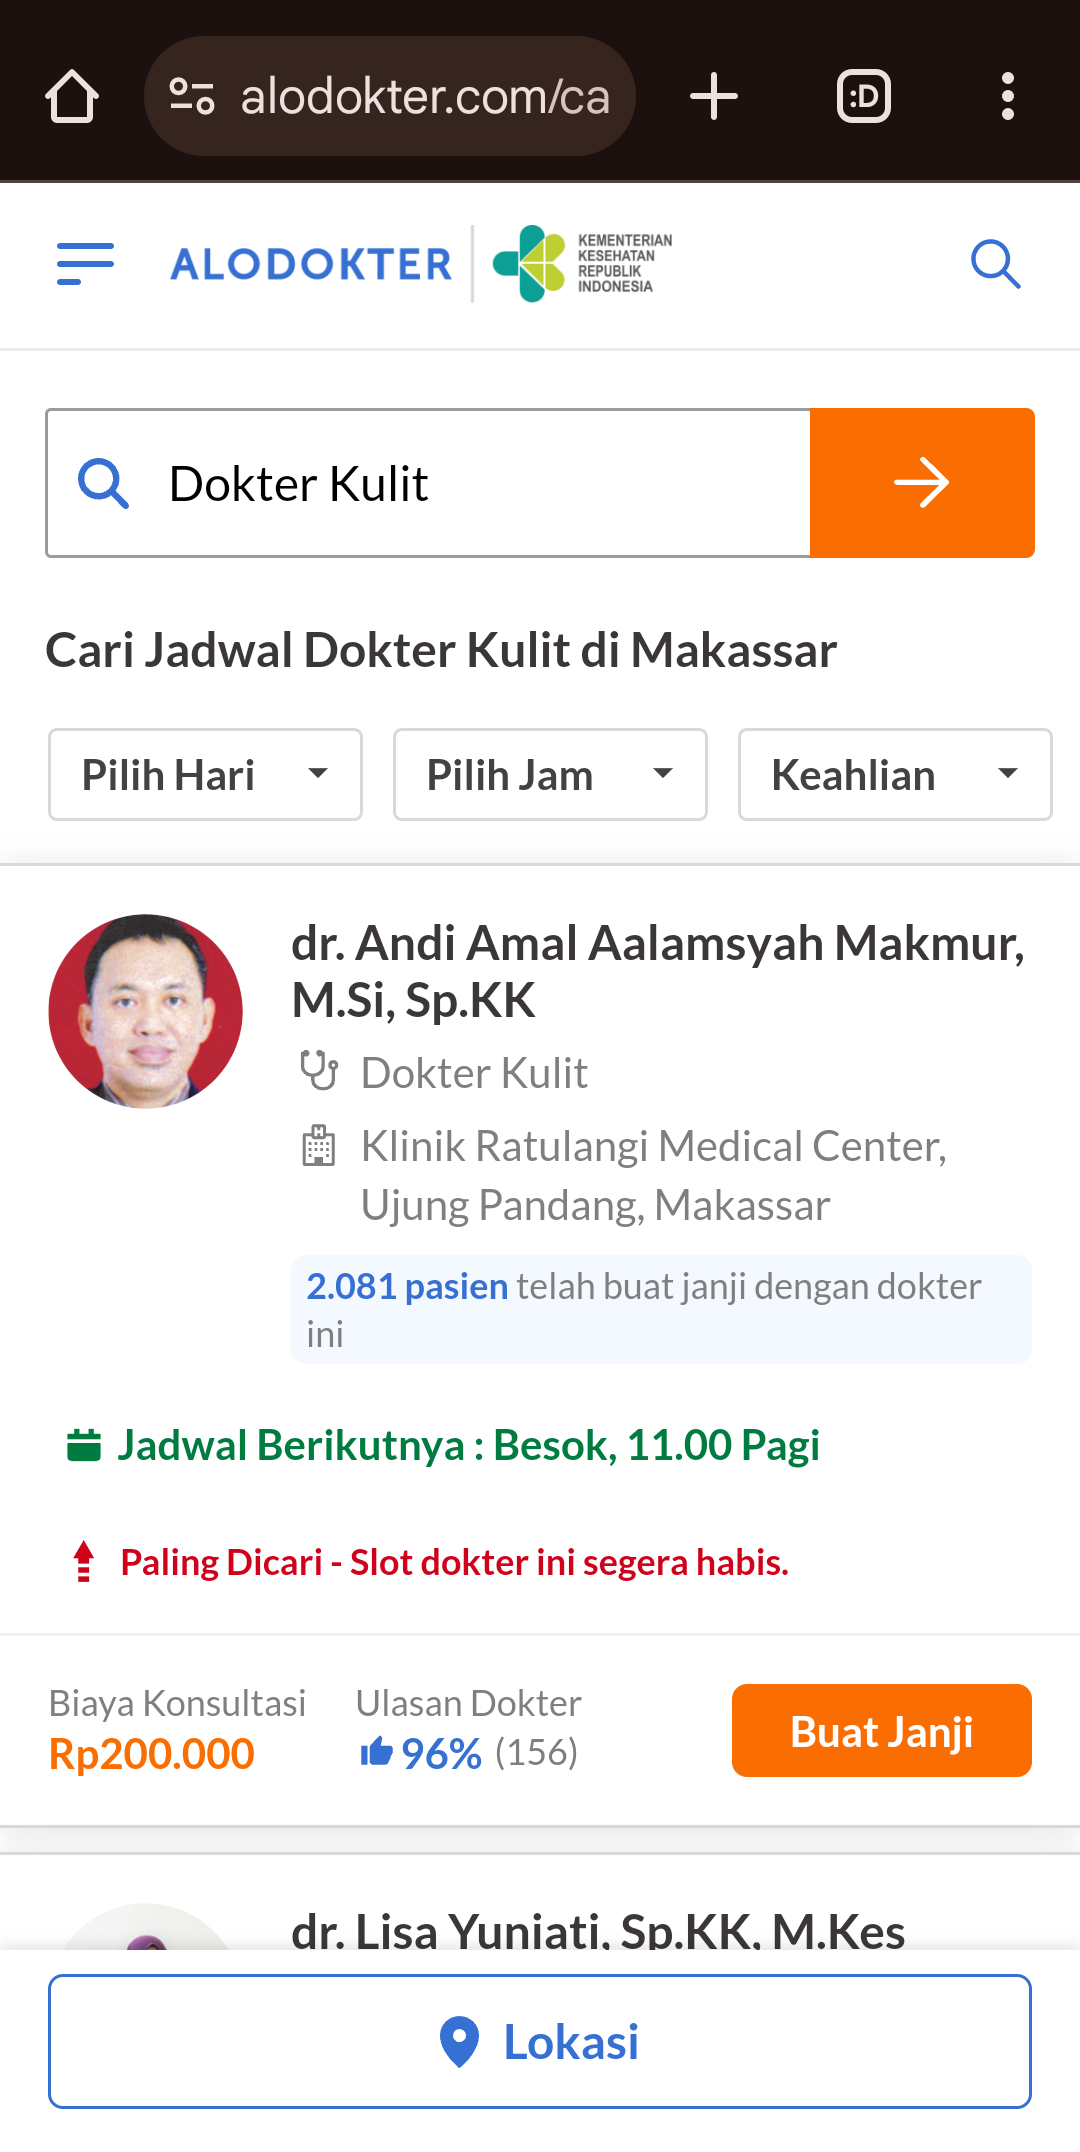 alodokter.com/ca
:D
ALODOKTER
KEMENTERIAN
KESEHATAN
REPUBLIK
INDONESIA
Dokter Kulit
Cari Jadwal Dokter Kulit di Makassar
Pilih Hari
Pilih Jam
Keahlian
dr. Andi Amal Aalamsyah Makmur,
M.Si, Sp.KK
Dokter Kulit
Klinik Ratulangi Medical Center,
Ujung Pandang, Makassar
2.081 pasien telah buat janji dengan dokter
ini
Jadwal Berikutnya : Besok, 11.00 Pagi
Paling Dicari - Slot dokter ini segera habis.
Biaya Konsultasi
Rp200.000
Ulasan Dokter
96% (156)
Buat Janji
dr. Lisa Yuniati, Sp.KK, M.Kes
Lokasi